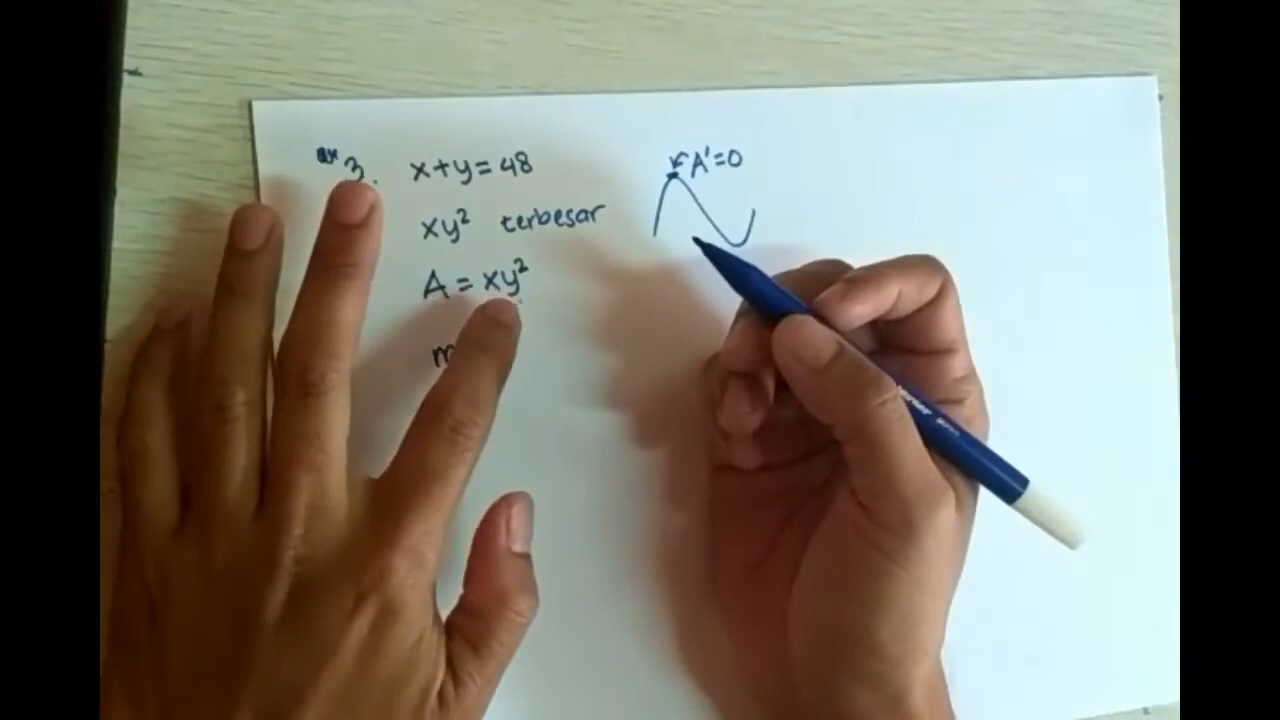 3. x+y=48
xy² terbesar
A = xy²
A'=0